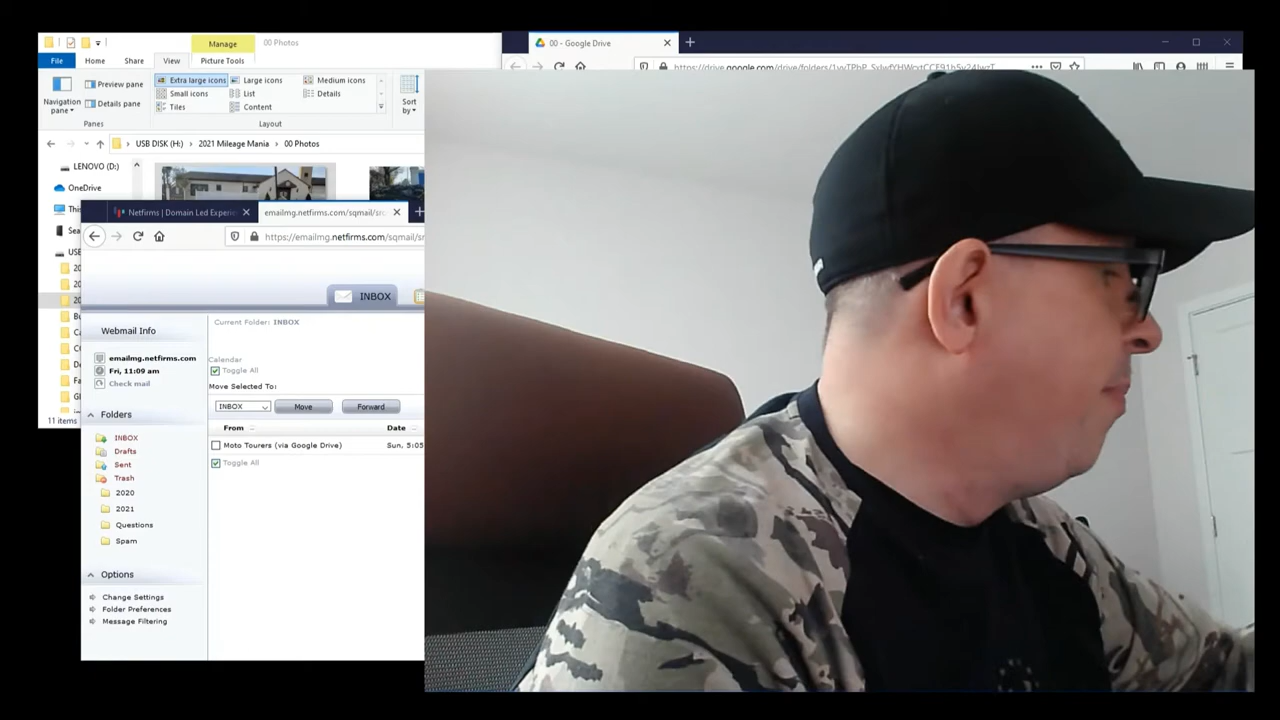 Manage
00 Photos
File
Home
Share
View
Picture Tools
Navigation
pane
Preview pane
Details pane
Panes
Extra large icons
Large icons
Medium icons
Small icons
List
Details
Tiles
Content
Layout
Sort
by
USB DISK (H:)
2021 Mileage Mania
00 Photos
LENOVO (D:)
OneDrive
11 items
00 - Google Drive
Netfirms | Domain Led Experie
emailmg.netfirms.com/sqmail/src
https://emailmg.netfirms.com/sqmail/sr
INBOX
Webmail Info
emailmg.netfirms.com
Fri, 11:09 am
Check mail
Folders
INBOX
Drafts
Sent
Trash
2020
2021
Questions
Spam
Options
Change Settings
Folder Preferences
Message Filtering
Current Folder: INBOX
Calendar
Toggle All
Move Selected To:
INBOX
Move
Forward
From
Date
Moto Tourers (via Google Drive)
Sun, 5:05
Toggle All